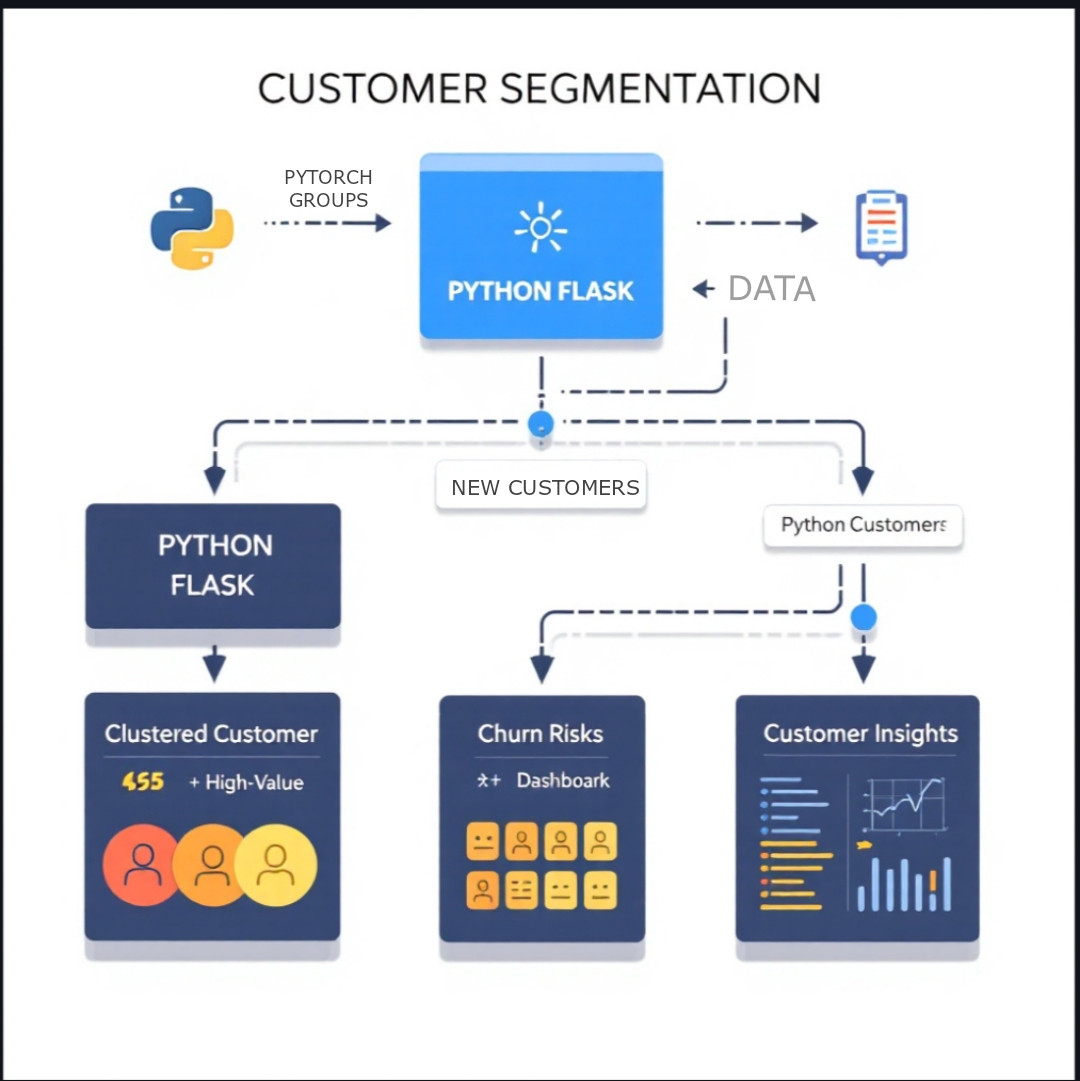 CUSTOMER SEGMENTATION
PYTORCH
GROUPS
PYTHON FLASK
DATA
NEW CUSTOMERS
Python Customers
PYTHON
FLASK
Clustered Customer
+ High-Value
Churn Risks
Dashboark
Customer Insights